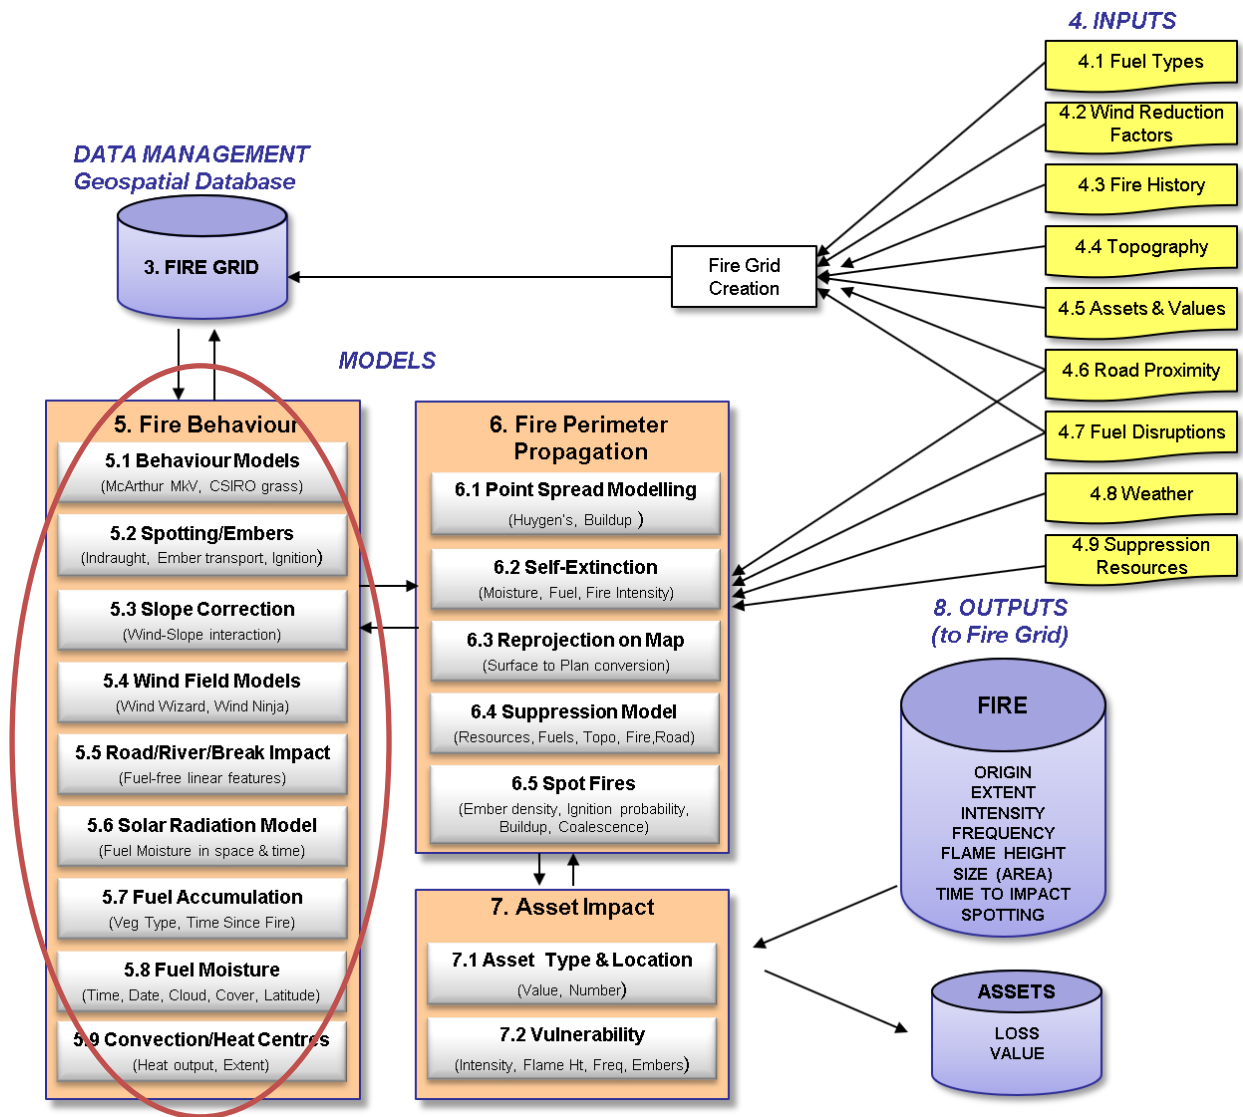 4. INPUTS
4.1 Fuel Types
4.2 Wind Reduction
Factors
4.3 Fire History
4.4 Topography
4.5 Assets & Values
4.6 Road Proximity
4.7 Fuel Disruptions
4.8 Weather
4.9 Suppression
Resources
DATA MANAGEMENT
Geospatial Database
3. FIRE GRID
Fire Grid
Creation
MODELS
5. Fire Behaviour
5.1 Behaviour Models
(McArthur MkV, CSIRO grass)
5.2 Spotting/Embers
(Indraught, Ember transport, Ignition)
5.3 Slope Correction
(Wind-Slope interaction)
5.4 Wind Field Models
(Wind Wizard, Wind Ninja)
5.5 Road/River/Break Impact
(Fuel-free linear features)
5.6 Solar Radiation Model
(Fuel Moisture in space & time)
5.7 Fuel Accumulation
(Veg Type, Time Since Fire)
5.8 Fuel Moisture
(Time, Date, Cloud, Cover, Latitude)
5.9 Convection/Heat Centres
(Heat output, Extent)
6. Fire Perimeter
Propagation
6.1 Point Spread Modelling
(Huygen's, Buildup )
6.2 Self-Extinction
(Moisture, Fuel, Fire Intensity)
6.3 Reprojection on Map
(Surface to Plan conversion)
6.4 Suppression Model
(Resources, Fuels, Topo, Fire,Road)
6.5 Spot Fires
(Ember density, Ignition probability,
Buildup, Coalescence)
7. Asset Impact
7.1 Asset Type & Location
(Value, Number)
7.2 Vulnerability
(Intensity, Flame Ht, Freq, Embers)
8. OUTPUTS
(to Fire Grid)
FIRE
ORIGIN
EXTENT
INTENSITY
FREQUENCY
FLAME HEIGHT
SIZE (AREA)
TIME TO IMPACT
SPOTTING
ASSETS
LOSS
VALUE